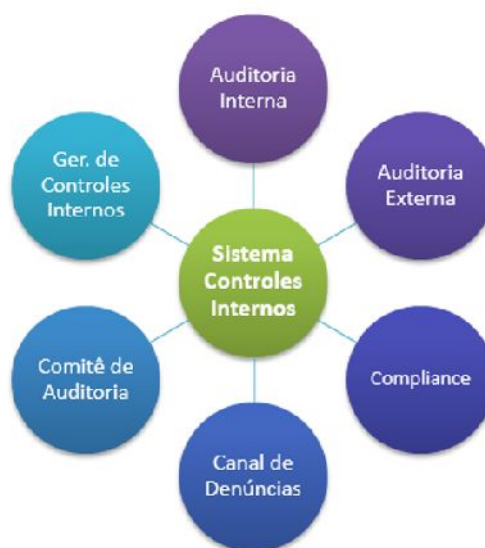 Auditoria
Interna
Ger. de
Controles
Internos
Auditoria
Externa
Sistema
Controles
Internos
Comitê de
Auditoria
Compliance
Canal de
Denúncias